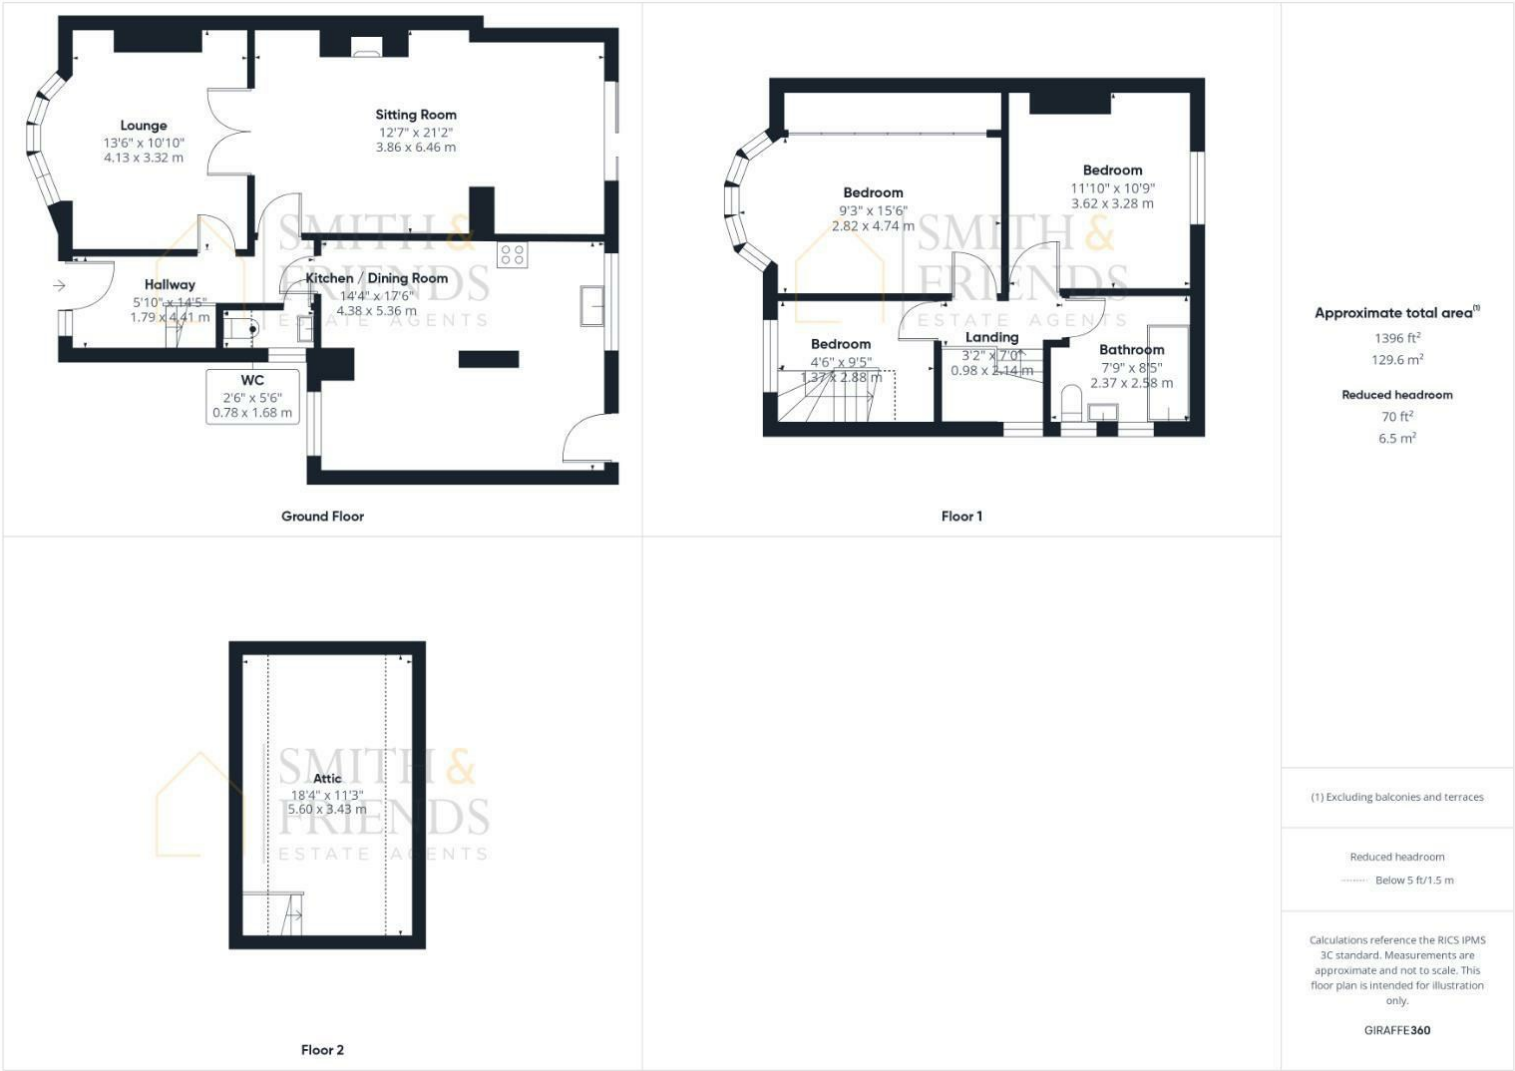 Lounge
13'6" x 10'10"
4.13 x 3.32 m
Sitting Room
12'7" x 21'2"
3.86 x 6.46 m
Hallway
5'10" x 14'5"
1.79 x 4.41 m
Kitchen / Dining Room
14'4" x 17'6"
4.38 x 5.36 m
WC
2'6" x 5'6"
0.78 x 1.68 m
SMITH &
FRIENDS
ESTATE AGENTS
Ground Floor
Bedroom
9'3" x 15'6"
2.82 x 4.74 m
Bedroom
11'10" x 10'9"
3.62 x 3.28 m
Bedroom
4'6" x 9'5"
1.37 x 2.88 m
Landing
3'2" x 7'0"
0.98 x 2.14 m
Bathroom
7'9" x 8'5"
2.37 x 2.58 m
SMITH &
FRIENDS
ESTATE AGENTS
Floor 1
Attic
18'4" x 11'3"
5.60 x 3.43 m
SMITH &
FRIENDS
ESTATE AGENTS
Floor 2
Approximate total area(1)
1396 ft²
129.6 m²
Reduced headroom
70 ft²
6.5 m²
(1) Excluding balconies and terraces
Reduced headroom
Below 5 ft/1.5 m
Calculations reference the RICS IPMS
3C standard. Measurements are
approximate and not to scale. This
floor plan is intended for illustration
only.
GIRAFFE360